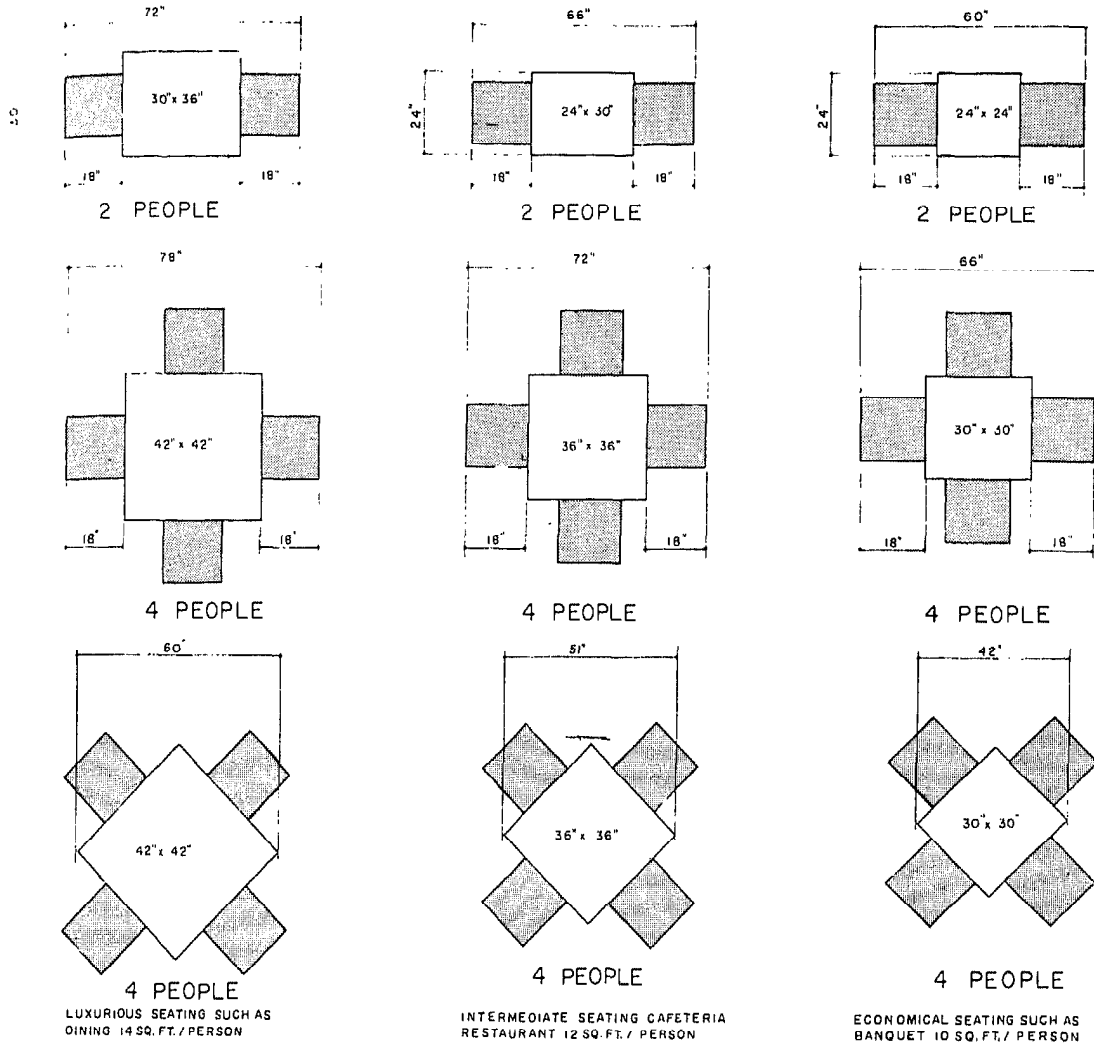 72"
66"
60"
30" x 36"
24" x 30"
24" x 24"
24"
24"
18"
18"
18"
18"
18"
18"
2 PEOPLE
2 PEOPLE
2 PEOPLE
78"
72"
66"
42" x 42"
36" x 36"
30" x 30"
18"
18"
18"
18"
18"
18"
4 PEOPLE
4 PEOPLE
4 PEOPLE
60"
51"
42"
42" x 42"
36" x 36"
30" x 30"
4 PEOPLE
4 PEOPLE
4 PEOPLE
LUXURIOUS SEATING SUCH AS
DINING 14 SQ. FT. / PERSON
INTERMEDIATE SEATING CAFETERIA
RESTAURANT 12 SQ. FT. / PERSON
ECONOMICAL SEATING SUCH AS
BANQUET 10 SQ. FT. / PERSON